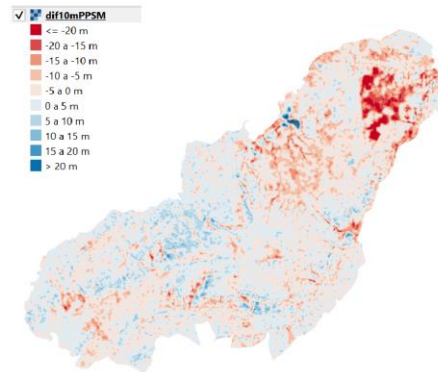 dif10mPPSM
<= -20 m
-20 a -15 m
-15 a -10 m
-10 a -5 m
-5 a 0 m
0 a 5 m
5 a 10 m
10 a 15 m
15 a 20 m
> 20 m